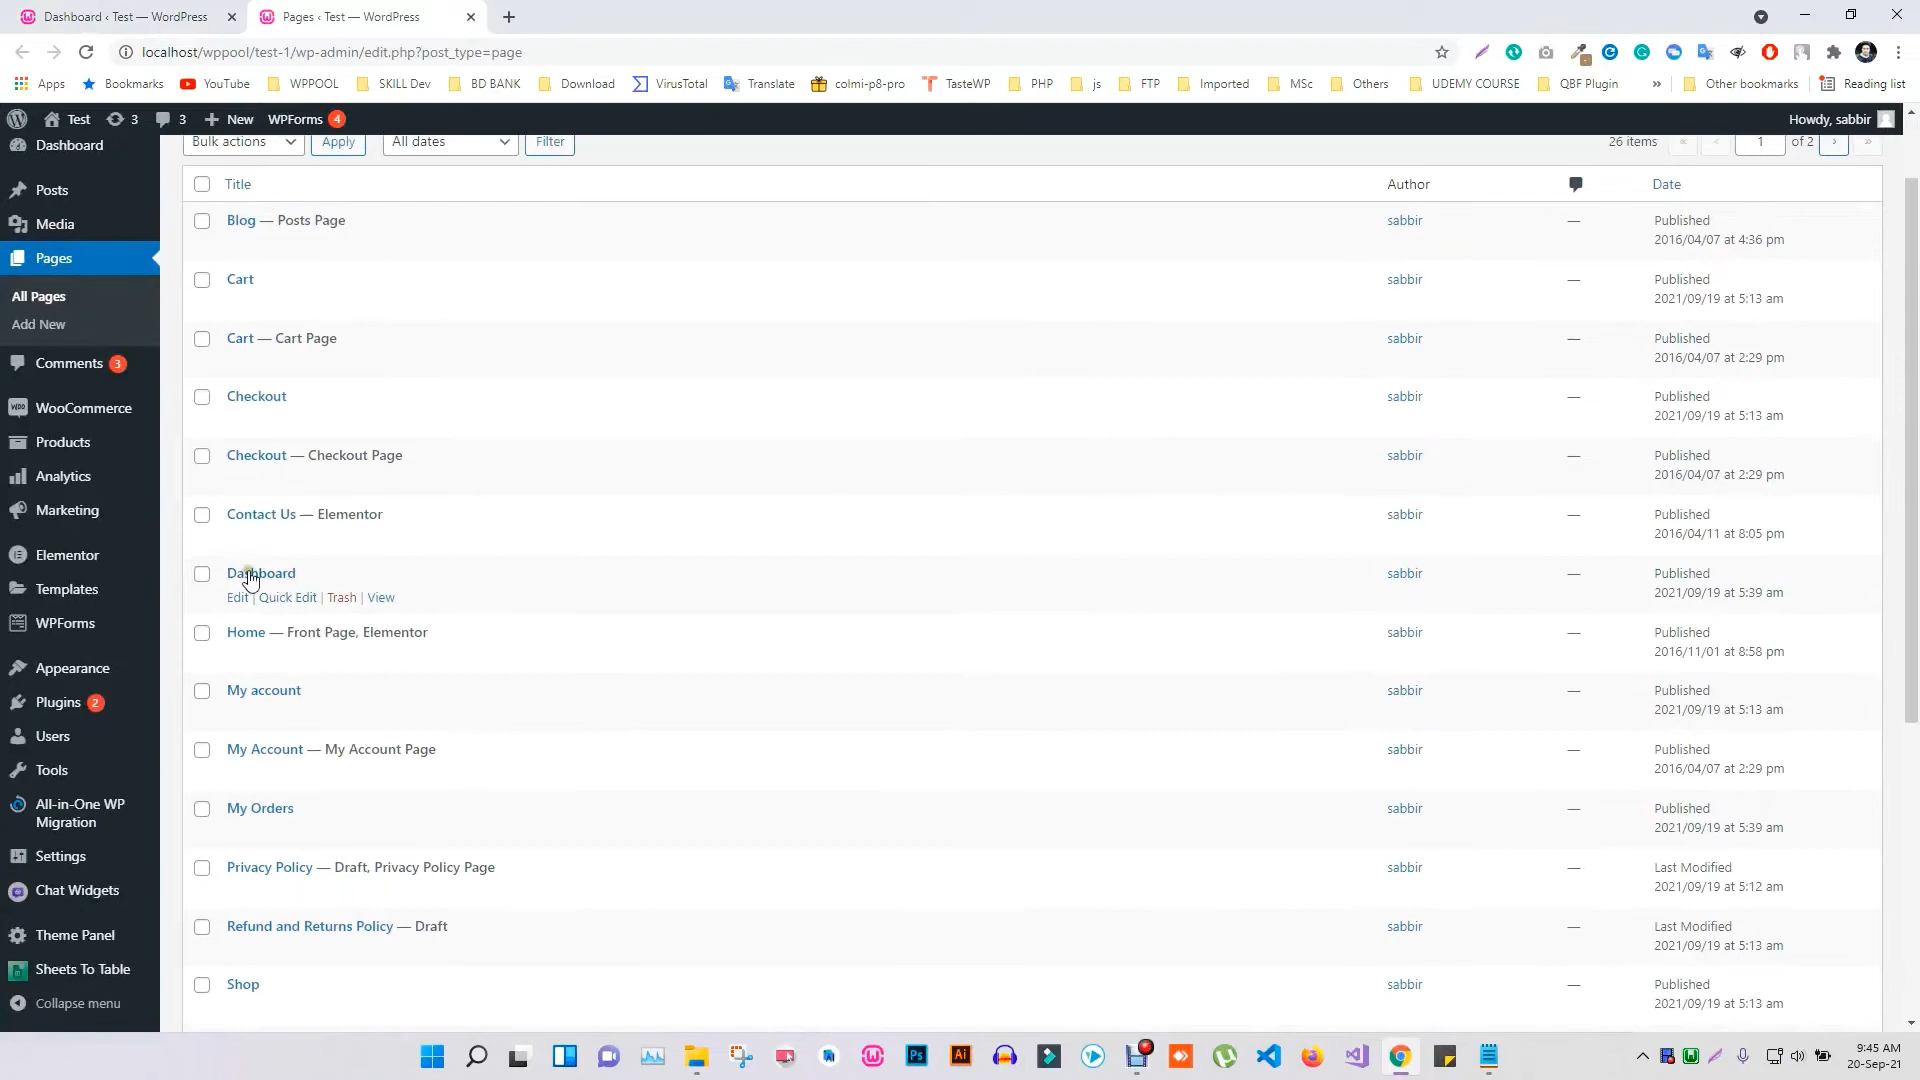 Dashboard ‹ Test — WordPress
Pages ‹ Test — WordPress
localhost/wppool/test-1/wp-admin/edit.php?post_type=page
Apps
Bookmarks
YouTube
WPPOOL
SKILL Dev
BD BANK
Download
VirusTotal
Translate
colmi-p8-pro
TasteWP
PHP
js
FTP
Imported
MSc
Others
UDEMY COURSE
QBF Plugin
»
Other bookmarks
Reading list
Test
3
3
New
WPForms 4
Howdy, sabbir
Dashboard
Posts
Media
Pages
All Pages
Add New
Comments 3
WooCommerce
Products
Analytics
Marketing
Elementor
Templates
WPForms
Appearance
Plugins 2
Users
Tools
All-in-One WP
Migration
Settings
Chat Widgets
Theme Panel
Sheets To Table
Collapse menu
Bulk actions
Apply
All dates
Filter
26 items
«
‹
1
of 2
›
»
Title
Author
Date
Blog — Posts Page
sabbir
—
Published
2016/04/07 at 4:36 pm
Cart
sabbir
—
Published
2021/09/19 at 5:13 am
Cart — Cart Page
sabbir
—
Published
2016/04/07 at 2:29 pm
Checkout
sabbir
—
Published
2021/09/19 at 5:13 am
Checkout — Checkout Page
sabbir
—
Published
2016/04/07 at 2:29 pm
Contact Us — Elementor
sabbir
—
Published
2016/04/11 at 8:05 pm
Dashboard
Edit | Quick Edit | Trash | View
sabbir
—
Published
2021/09/19 at 5:39 am
Home — Front Page, Elementor
sabbir
—
Published
2016/11/01 at 8:58 pm
My account
sabbir
—
Published
2021/09/19 at 5:13 am
My Account — My Account Page
sabbir
—
Published
2016/04/07 at 2:29 pm
My Orders
sabbir
—
Published
2021/09/19 at 5:39 am
Privacy Policy — Draft, Privacy Policy Page
sabbir
—
Last Modified
2021/09/19 at 5:12 am
Refund and Returns Policy — Draft
sabbir
—
Last Modified
2021/09/19 at 5:13 am
Shop
sabbir
—
Published
2021/09/19 at 5:13 am
Ps
Ai
9:45 AM
20-Sep-21